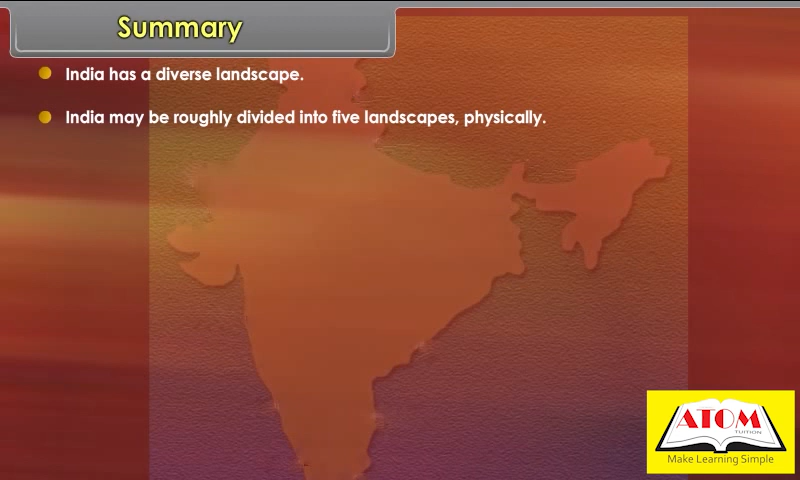 Summary
India has a diverse landscape.
India may be roughly divided into five landscapes, physically.
ATOM
TUITION
Make Learning Simple